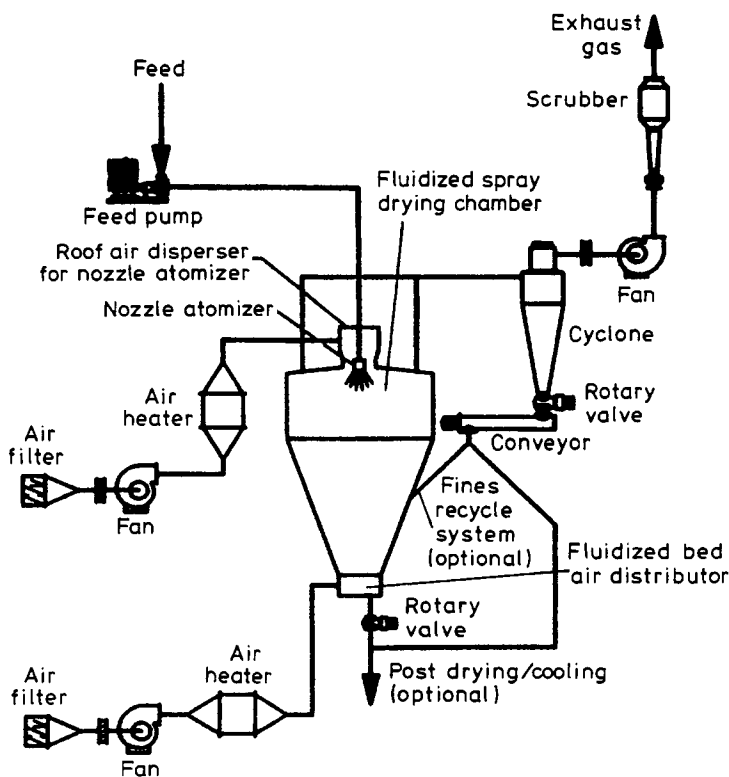 Exhaust
gas
Feed
Scrubber
Fluidized spray
drying chamber
Feed pump
Roof air disperser
for nozzle atomizer
Fan
Nozzle atomizer
Cyclone
Air
heater
Rotary
valve
Conveyor
Air
filter
Fan
Fines
recycle
system
(optional)
Fluidized bed
air distributor
Rotary
valve
Air
heater
Air
filter
Post drying/cooling
(optional)
Fan